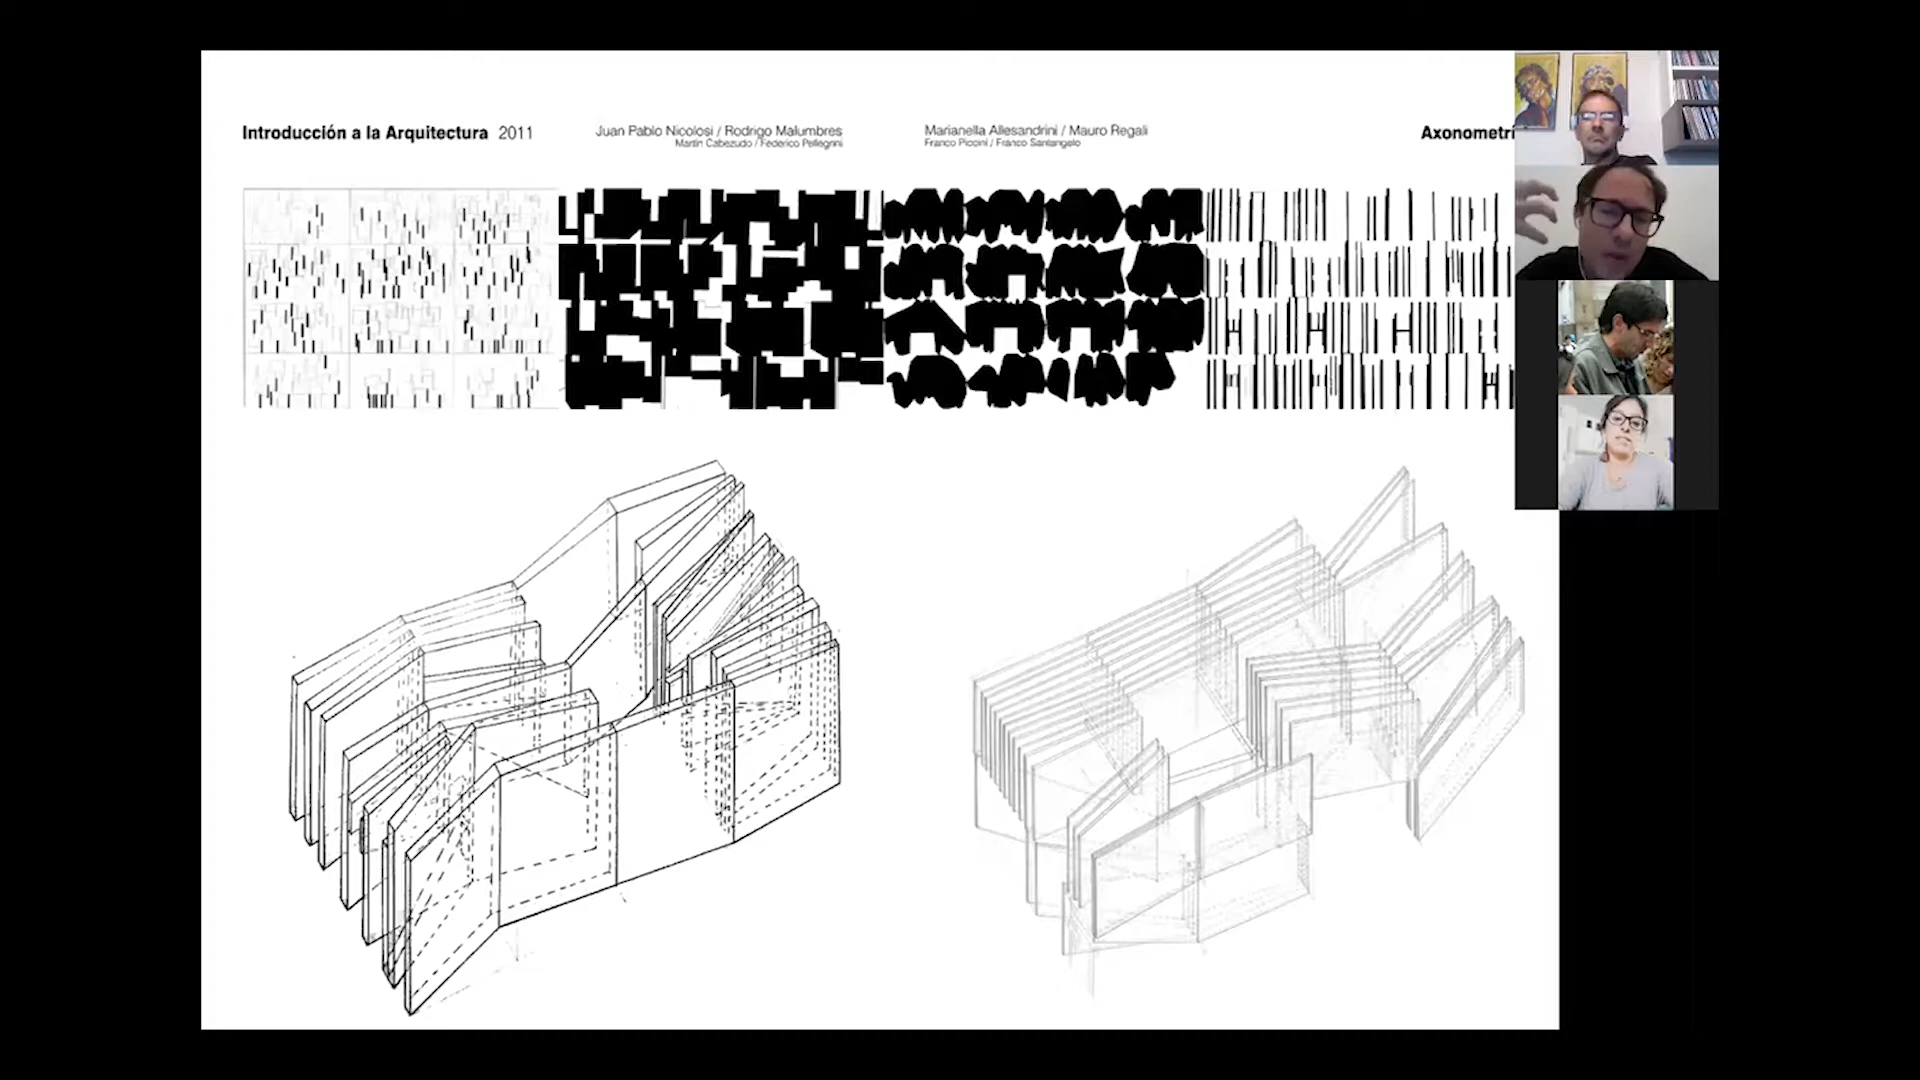 Introducción a la Arquitectura 2011
Juan Pablo Nicolosi / Rodrigo Malumbres
Martín Cabezudo / Federico Pellegrini
Marianella Allesandrini / Mauro Regali
Franco Piccini / Franco Santangelo
Axonometri